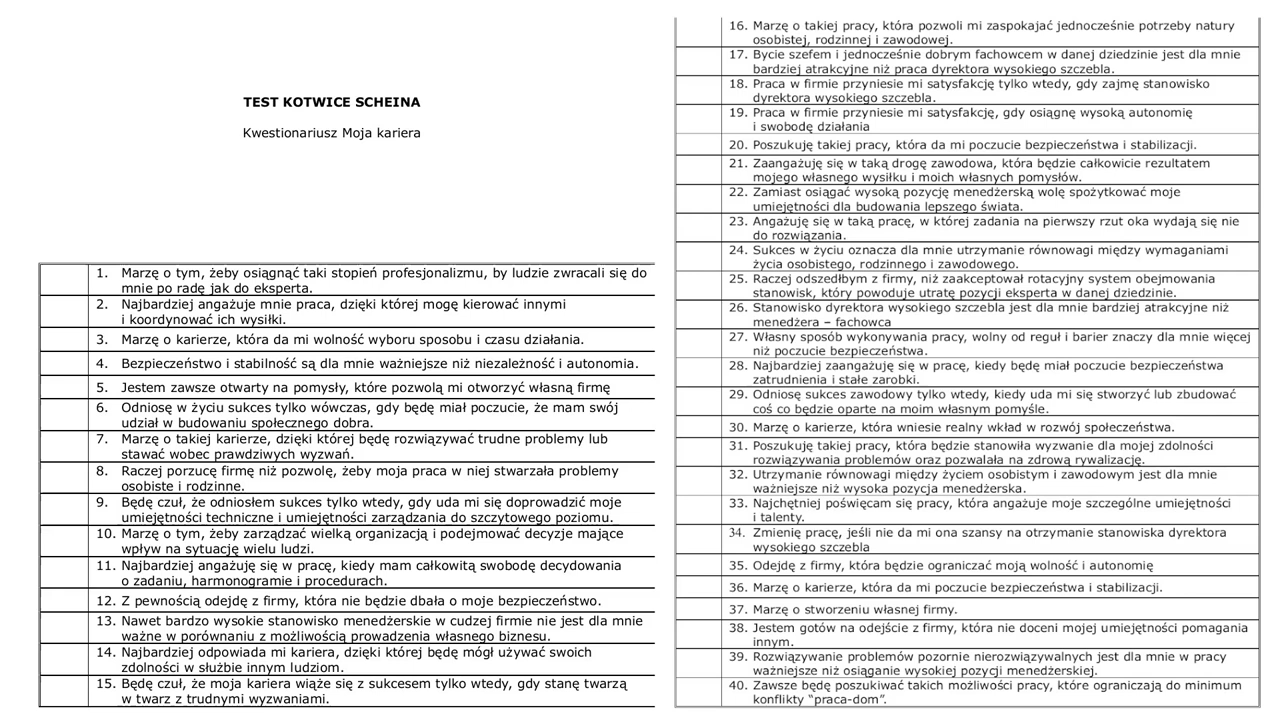 TEST KOTWICE SCHEINA
Kwestionariusz Moja kariera
1. Marzę o tym, żeby osiągnąć taki stopień profesjonalizmu, by ludzie zwracali się do
mnie po radę jak do eksperta.
2. Najbardziej angażuje mnie praca, dzięki której mogę kierować innymi
i koordynować ich wysiłki.
3. Marzę o karierze, która da mi wolność wyboru sposobu i czasu działania.
4. Bezpieczeństwo i stabilność są dla mnie ważniejsze niż niezależność i autonomia.
5. Jestem zawsze otwarty na pomysły, które pozwolą mi otworzyć własną firmę
6. Odniosę w życiu sukces tylko wówczas, gdy będę miał poczucie, że mam swój
udział w budowaniu społecznego dobra.
7. Marzę o takiej karierze, dzięki której będę rozwiązywać trudne problemy lub
stawać wobec prawdziwych wyzwań.
8. Raczej porzucę firmę niż pozwolę, żeby moja praca w niej stwarzała problemy
osobiste i rodzinne.
9. Będę czuł, że odniosłem sukces tylko wtedy, gdy uda mi się doprowadzić moje
umiejętności techniczne i umiejętności zarządzania do szczytowego poziomu.
10. Marzę o tym, żeby zarządzać wielką organizacją i podejmować decyzje mające
wpływ na sytuację wielu ludzi.
11. Najbardziej angażuję się w pracę, kiedy mam całkowitą swobodę decydowania
o zadaniu, harmonogramie i procedurach.
12. Z pewnością odejdę z firmy, która nie będzie dbała o moje bezpieczeństwo.
13. Nawet bardzo wysokie stanowisko menedżerskie w cudzej firmie nie jest dla mnie
ważne w porównaniu z możliwością prowadzenia własnego biznesu.
14. Najbardziej odpowiada mi kariera, dzięki której będę mógł używać swoich
zdolności w służbie innym ludziom.
15. Będę czuł, że moja kariera wiąże się z sukcesem tylko wtedy, gdy stanę twarzą
w twarz z trudnymi wyzwaniami.
16. Marzę o takiej pracy, która pozwoli mi zaspokajać jednocześnie potrzeby natury
osobistej, rodzinnej i zawodowej.
17. Bycie szefem i jednocześnie dobrym fachowcem w danej dziedzinie jest dla mnie
bardziej atrakcyjne niż praca dyrektora wysokiego szczebla.
18. Praca w firmie przyniesie mi satysfakcję tylko wtedy, gdy zajmę stanowisko
dyrektora wysokiego szczebla.
19. Praca w firmie przyniesie mi satysfakcję, gdy osiągnę wysoką autonomię
i swobodę działania
20. Poszukuję takiej pracy, która da mi poczucie bezpieczeństwa i stabilizacji.
21. Zaangażuję się w taką drogę zawodowa, która będzie całkowicie rezultatem
mojego własnego wysiłku i moich własnych pomysłów.
22. Zamiast osiągać wysoką pozycję menedżerską wolę spożytkować moje
umiejętności dla budowania lepszego świata.
23. Angażuję się w taką pracę, w której zadania na pierwszy rzut oka wydają się nie
do rozwiązania.
24. Sukces w życiu oznacza dla mnie utrzymanie równowagi między wymaganiami
życia osobistego, rodzinnego i zawodowego.
25. Raczej odszedłbym z firmy, niż zaakceptował rotacyjny system obejmowania
stanowisk, który powoduje utratę pozycji eksperta w danej dziedzinie.
26. Stanowisko dyrektora wysokiego szczebla jest dla mnie bardziej atrakcyjne niż
menedżera – fachowca
27. Własny sposób wykonywania pracy, wolny od reguł i barier znaczy dla mnie więcej
niż poczucie bezpieczeństwa.
28. Najbardziej zaangażuję się w pracę, kiedy będę miał poczucie bezpieczeństwa
zatrudnienia i stałe zarobki.
29. Odniosę sukces zawodowy tylko wtedy, kiedy uda mi się stworzyć lub zbudować
coś co będzie oparte na moim własnym pomyśle.
30. Marzę o karierze, która wniesie realny wkład w rozwój społeczeństwa.
31. Poszukuję takiej pracy, która będzie stanowiła wyzwanie dla mojej zdolności
rozwiązywania problemów oraz pozwalała na zdrową rywalizację.
32. Utrzymanie równowagi między życiem osobistym i zawodowym jest dla mnie
ważniejsze niż wysoka pozycja menedżerska.
33. Najchętniej poświęcam się pracy, która angażuje moje szczególne umiejętności
i talenty.
34. Zmienię pracę, jeśli nie da mi ona szansy na otrzymanie stanowiska dyrektora
wysokiego szczebla
35. Odejdę z firmy, która będzie ograniczać moją wolność i autonomię
36. Marzę o karierze, która da mi poczucie bezpieczeństwa i stabilizacji.
37. Marzę o stworzeniu własnej firmy.
38. Jestem gotów na odejście z firmy, która nie doceni mojej umiejętności pomagania
innym.
39. Rozwiązywanie problemów pozornie nierozwiązywalnych jest dla mnie w pracy
ważniejsze niż osiąganie wysokiej pozycji menedżerskiej.
40. Zawsze będę poszukiwać takich możliwości pracy, które ograniczają do minimum
konflikty “praca-dom”.